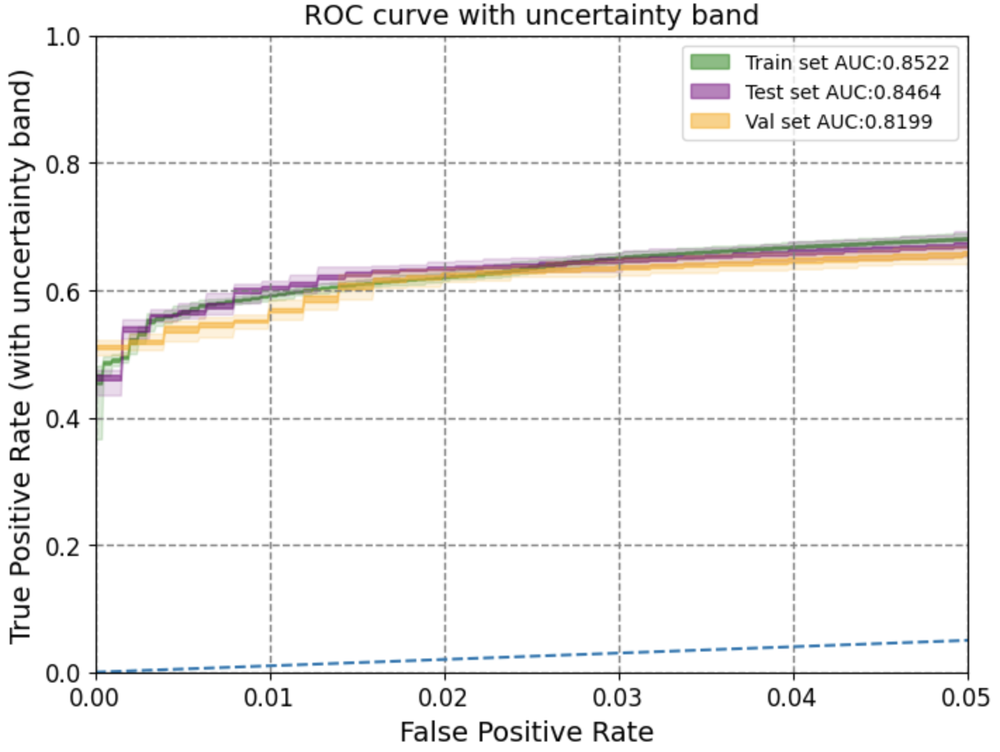 ROC curve with uncertainty band
True Positive Rate (with uncertainty band)
1.0
0.8
0.6
0.4
0.2
0.0
Train set AUC:0.8522
Test set AUC:0.8464
Val set AUC:0.8199
0.00 0.01 0.02 0.03 0.04 0.05
False Positive Rate